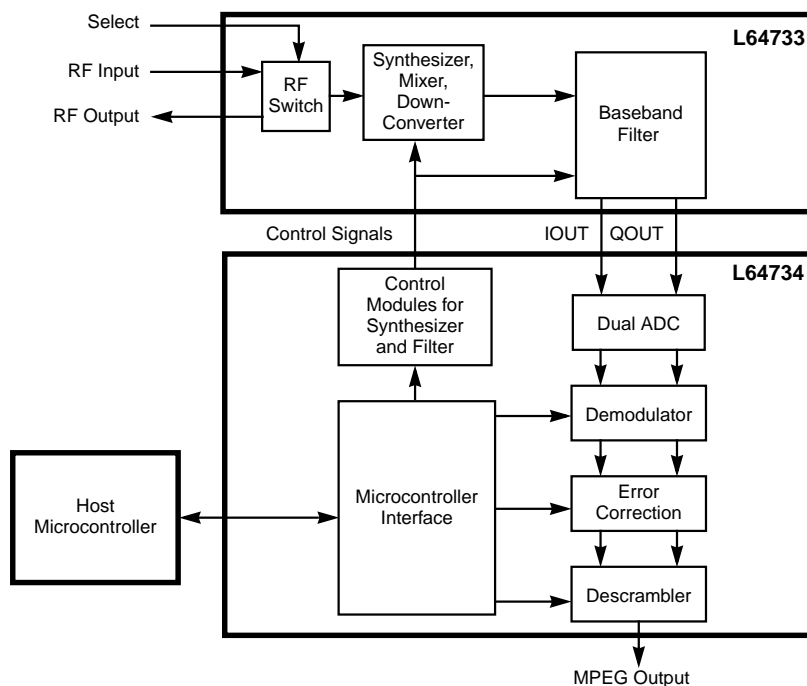 L64733
Select
RF Input
RF Output
RF
Switch
Synthesizer,
Mixer,
Down-
Converter
Baseband
Filter
Control Signals
IOUT
QOUT
L64734
Control
Modules for
Synthesizer
and Filter
Dual ADC
Demodulator
Host
Microcontroller
Microcontroller
Interface
Error
Correction
Descrambler
MPEG Output